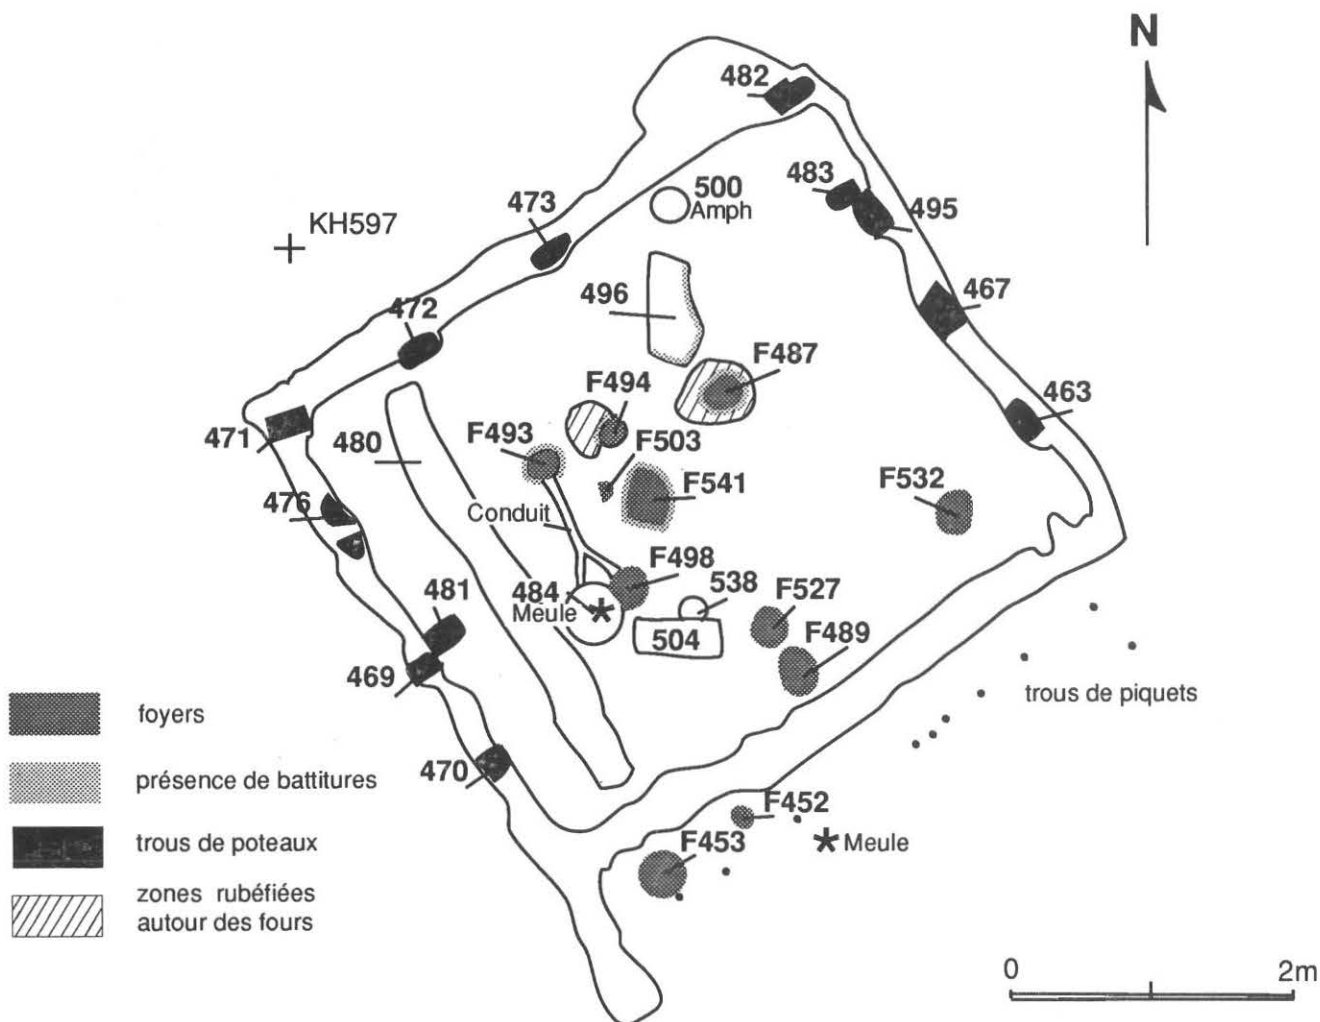 N
482
500
Amph
483
495
473
KH597
496
467
472
F487
F494
463
471
480
F493
F503
F541
F532
476
Conduit
F498
538
484
Meule
F527
504
F489
481
469
trous de piquets
470
F452
Meule
F453
foyers
présence de battitures
trous de poteaux
zones rubéfiées
autour des fours
0
2m